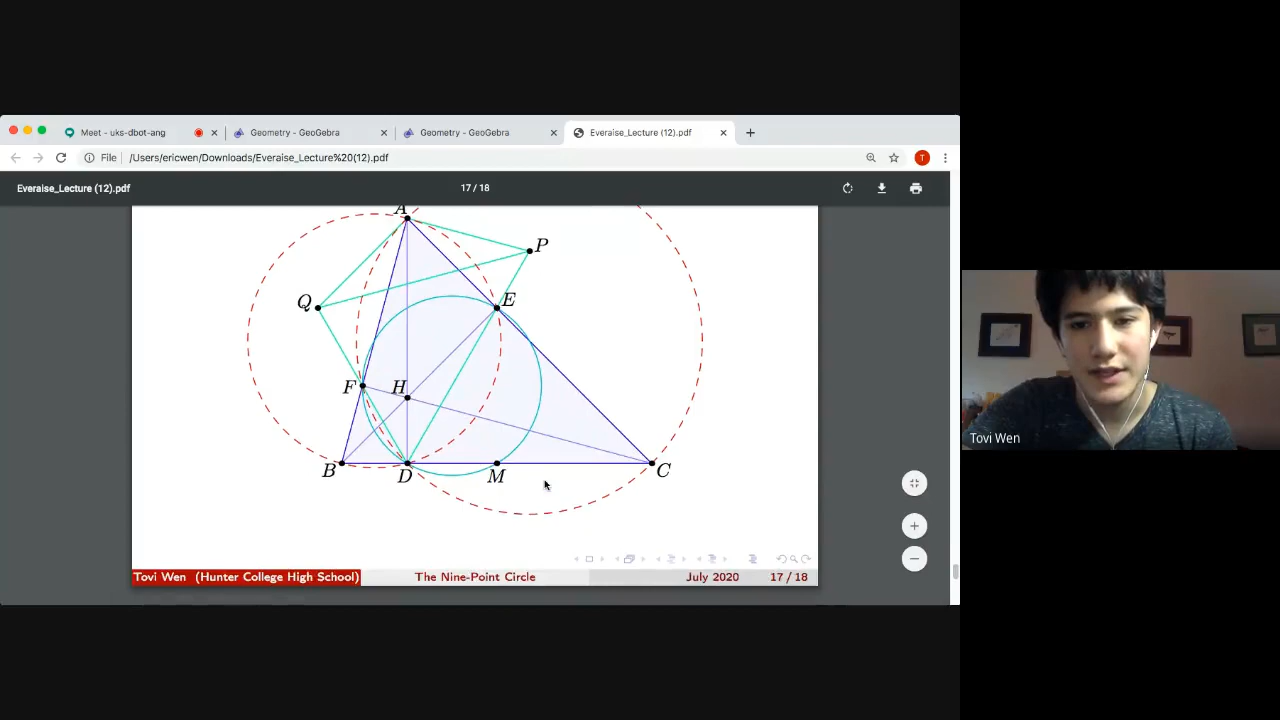 Meet - uks-dbot-ang
Geometry - GeoGebra
Geometry - GeoGebra
Everaise_Lecture (12).pdf
File /Users/ericwen/Downloads/Everaise_Lecture%20(12).pdf
T
Everaise_Lecture (12).pdf
17 / 18
A
P
Q
E
F
H
B
D
M
C
Tovi Wen
Tovi Wen (Hunter College High School)
The Nine-Point Circle
July 2020
17 / 18